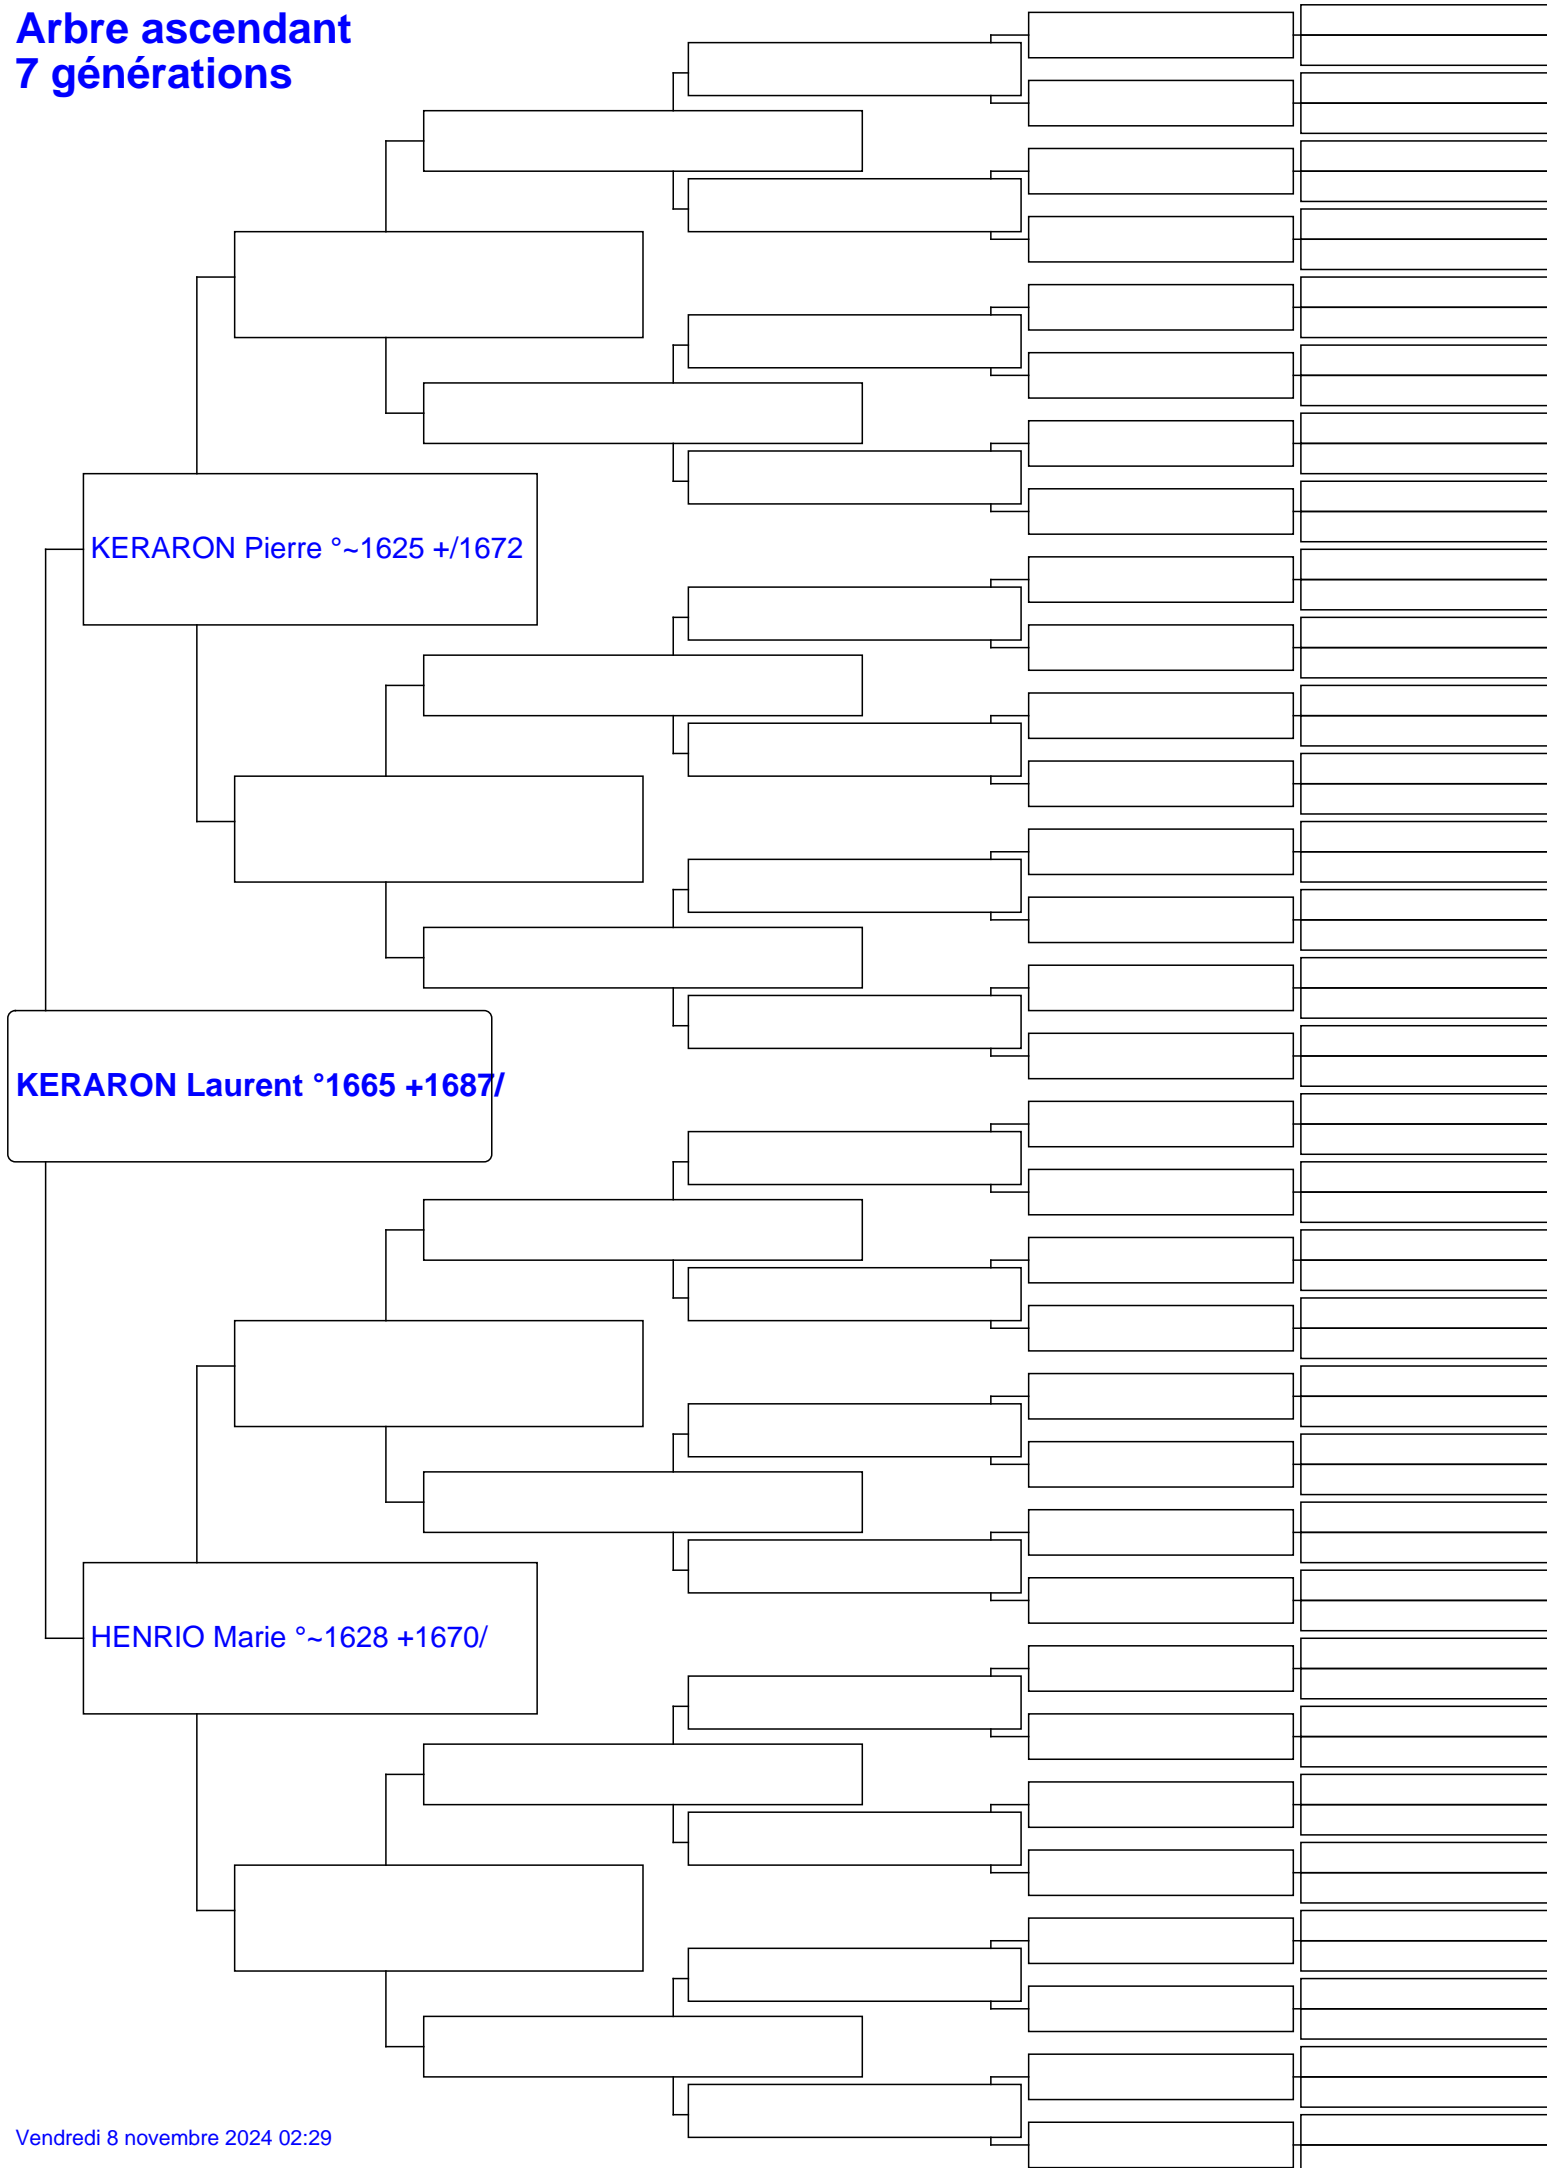 Arbre ascendant
7 générations
KERARON Pierre °~1625 +/1672
KERARON Laurent °1665 +1687/
HENRIO Marie °~1628 +1670/
Vendredi 8 novembre 2024 02:29